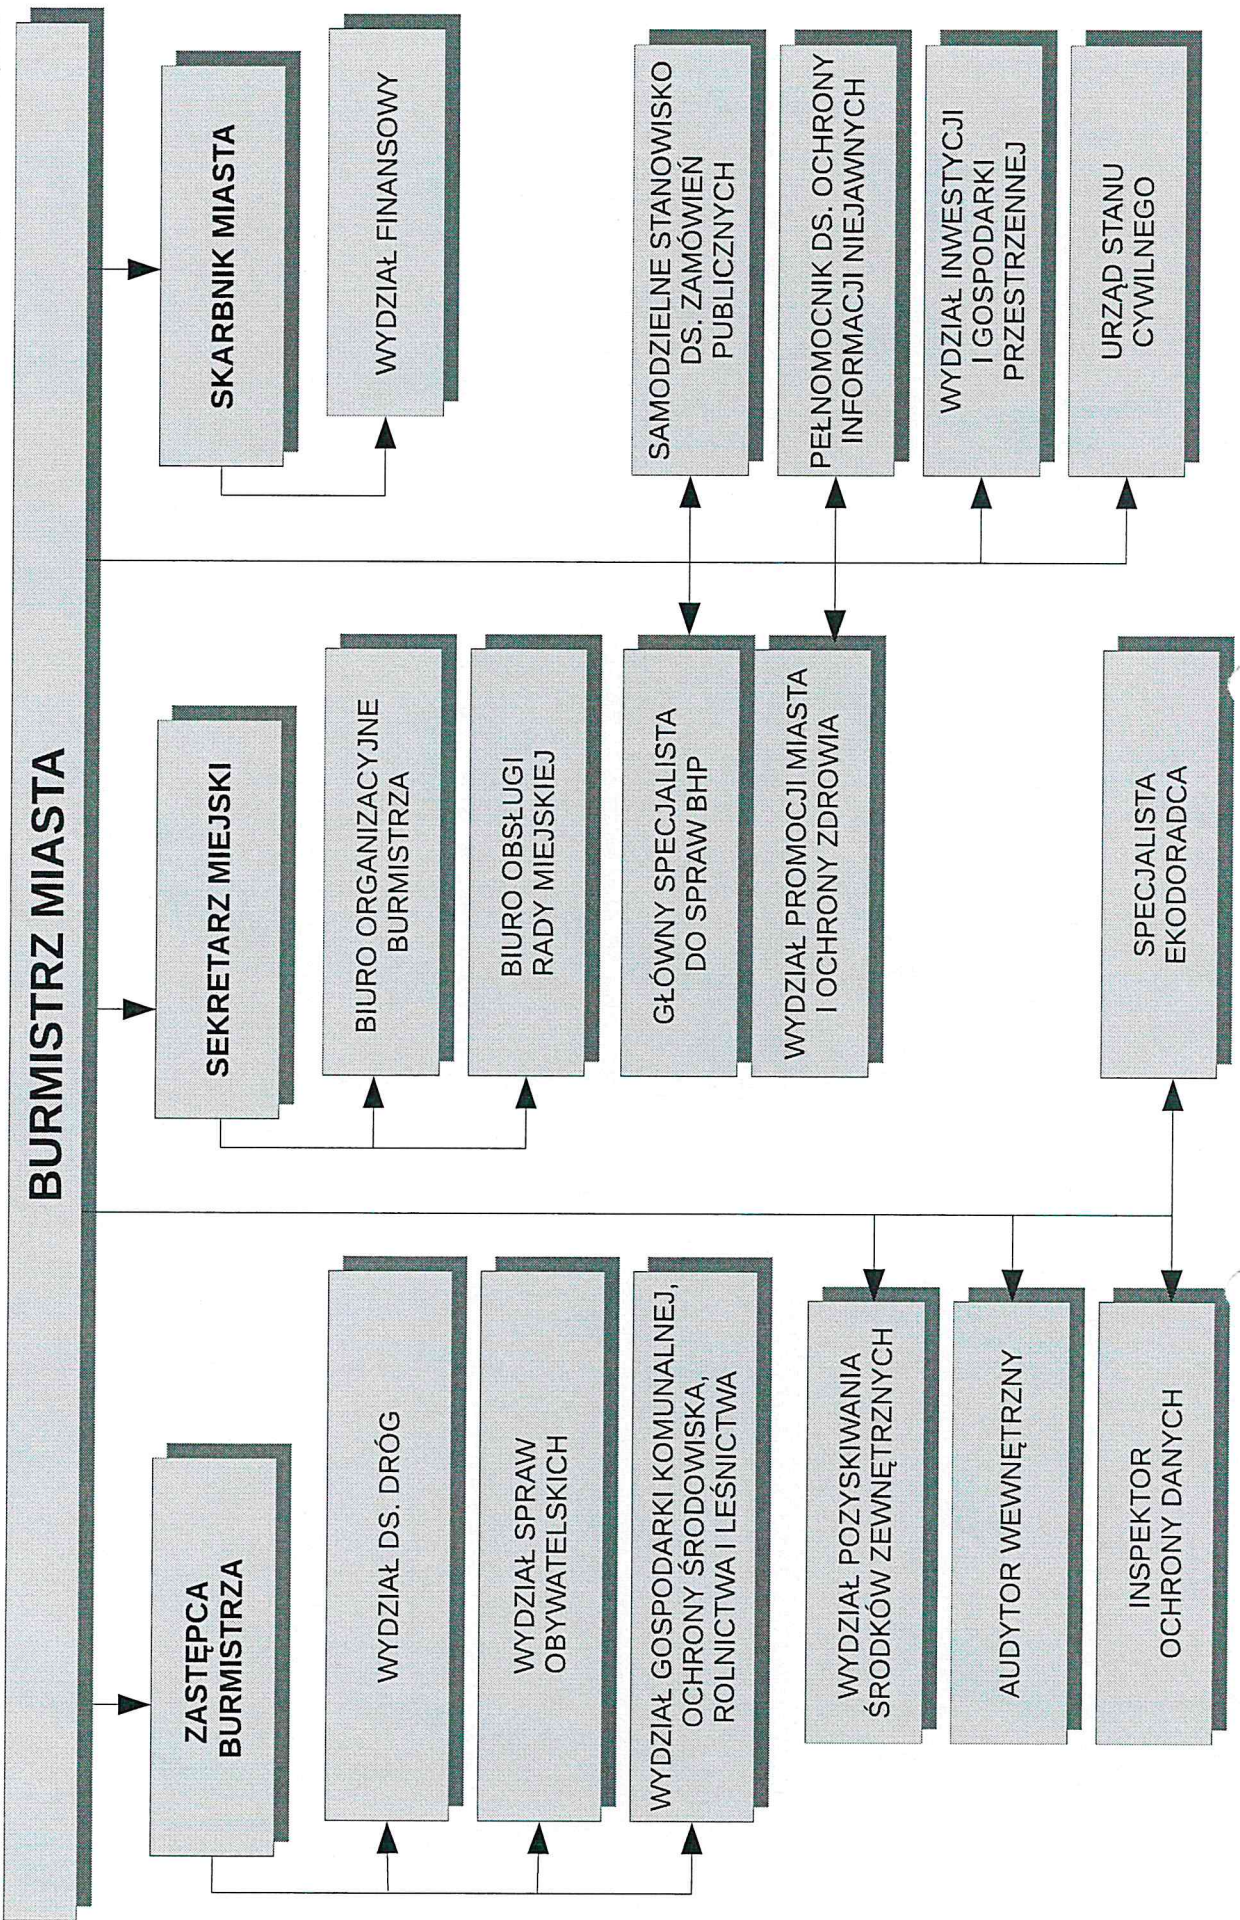 BURMISTRZ MIASTA
ZASTĘPCA
BURMISTRZA
WYDZIAŁ DS. DRÓG
WYDZIAŁ SPRAW
OBYWATELSKICH
WYDZIAŁ GOSPODARKI KOMUNALNEJ,
OCHRONY ŚRODOWISKA,
ROLNICTWA I LEŚNICTWA
WYDZIAŁ POZYSKIWANIA
ŚRODKÓW ZEWNĘTRZNYCH
AUDYTOR WEWNĘTRZNY
INSPEKTOR
OCHRONY DANYCH
SEKRETARZ MIEJSKI
BIURO ORGANIZACYJNE
BURMISTRZA
BIURO OBSŁUGI
RADY MIEJSKIEJ
GŁÓWNY SPECJALISTA
DO SPRAW BHP
WYDZIAŁ PROMOCJI MIASTA
I OCHRONY ZDROWIA
SPECJALISTA
EKODORADCA
SKARBNIK MIASTA
WYDZIAŁ FINANSOWY
SAMODZIELNE STANOWISKO
DS. ZAMÓWIEŃ
PUBLICZNYCH
PEŁNOMOCNIK DS. OCHRONY
INFORMACJI NIEJAWNYCH
WYDZIAŁ INWESTYCJI
I GOSPODARKI
PRZESTRZENNEJ
URZĄD STANU
CYWILNEGO